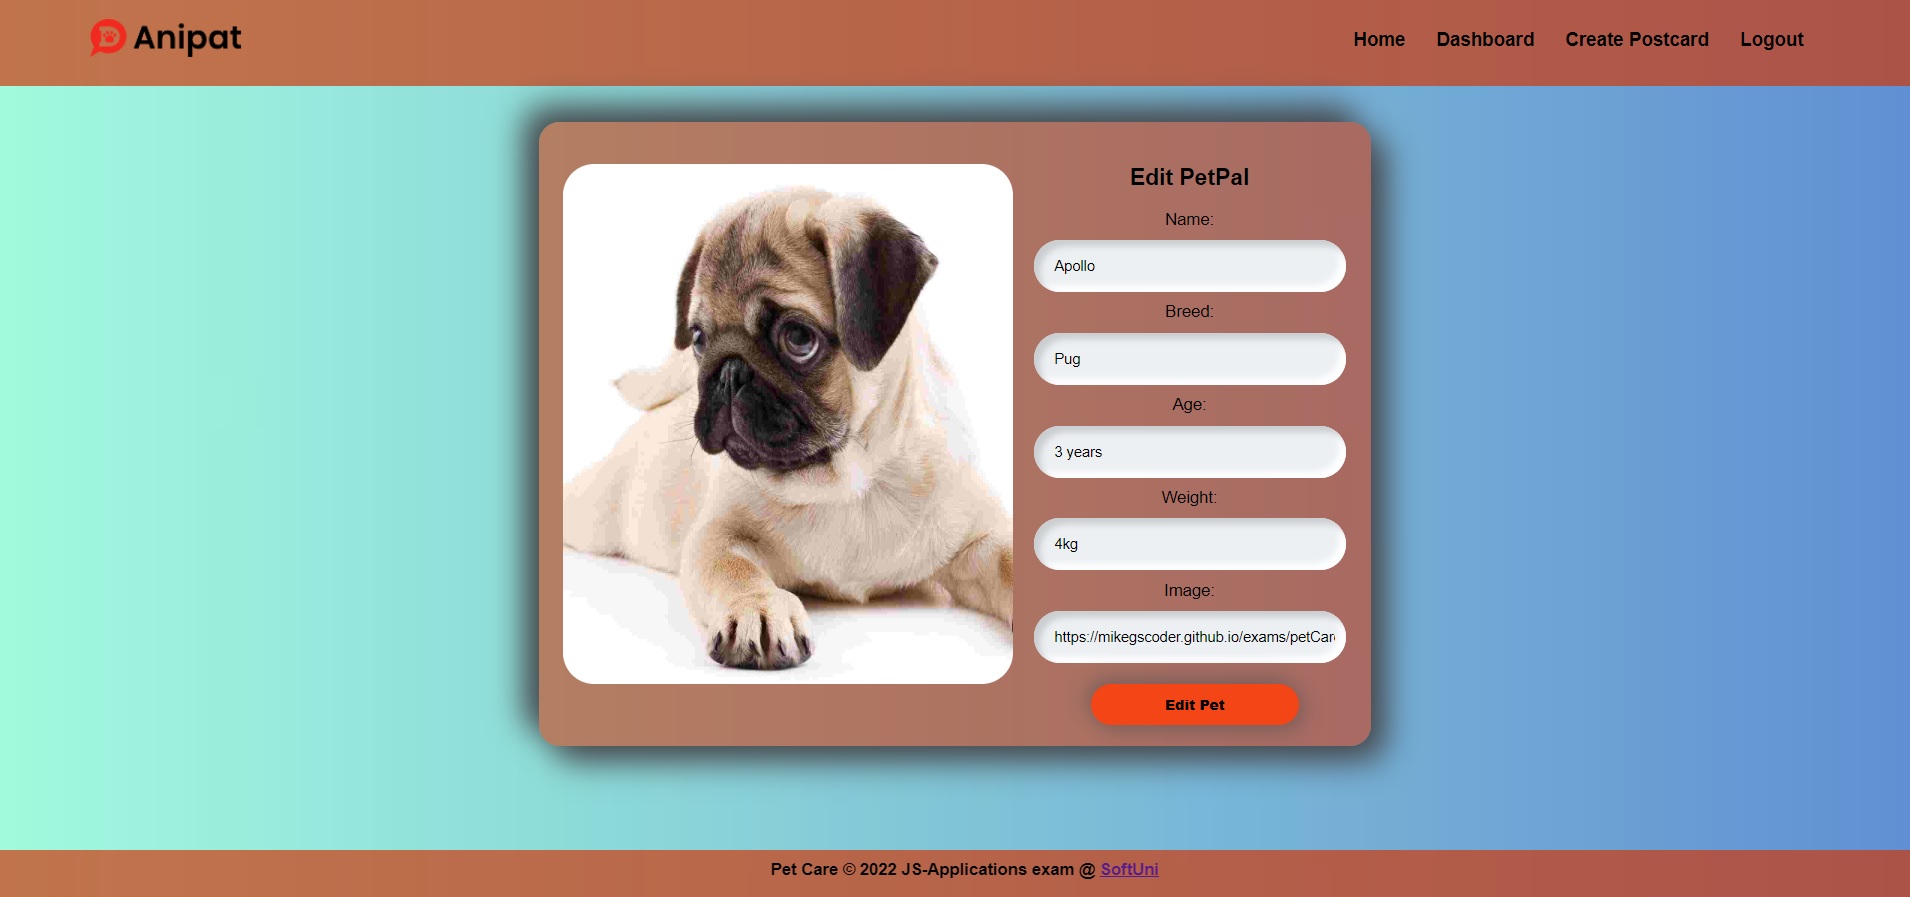 Anipat
Home Dashboard Create Postcard Logout
Edit PetPal
Name:
Apollo
Breed:
Pug
Age:
3 years
Weight:
4kg
Image:
https://mikegscoder.github.io/exams/petCar
Edit Pet
Pet Care © 2022 JS-Applications exam @ SoftUni